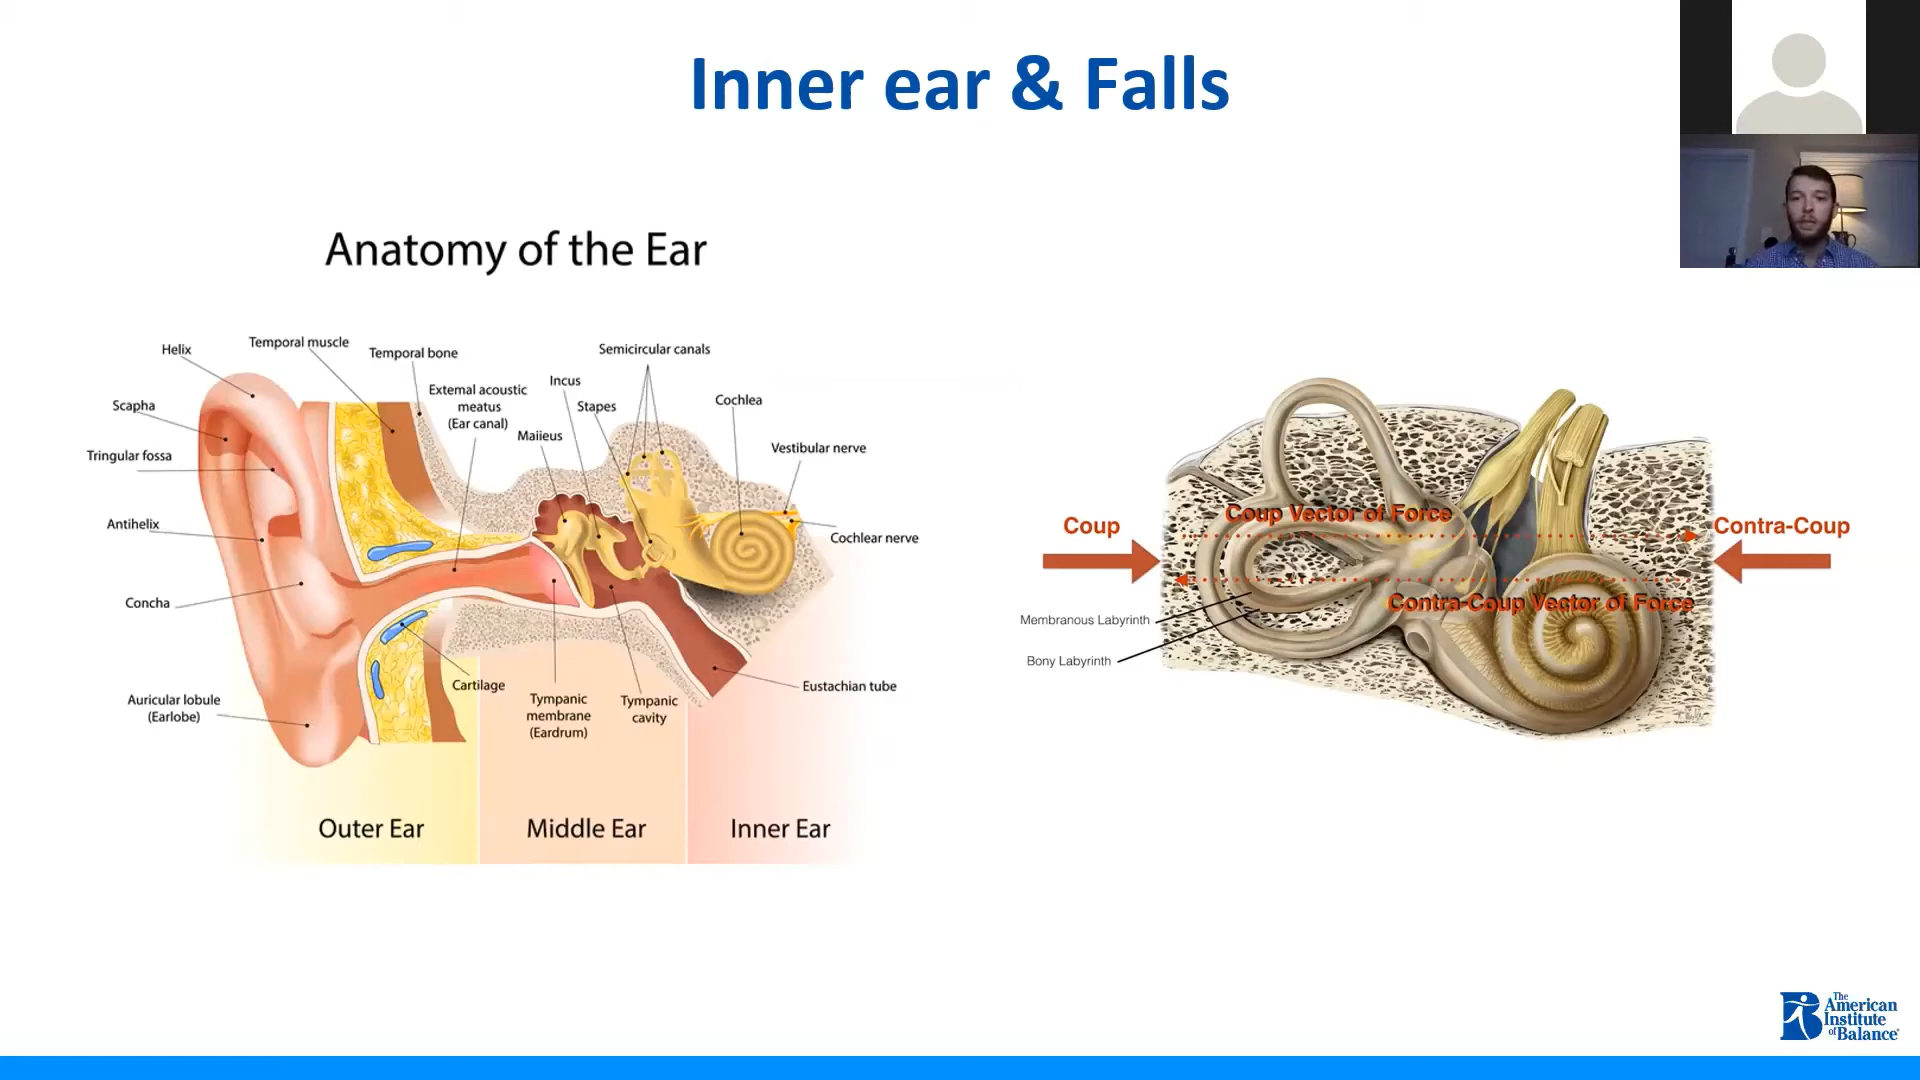 Inner ear & Falls
Anatomy of the Ear
Helix
Temporal muscle
Temporal bone
External acoustic
meatus
(Ear canal)
Incus
Semicircular canals
Stapes
Maiieus
Cochlea
Vestibular nerve
Cochlear nerve
Scapha
Tringular fossa
Antihelix
Concha
Auricular lobule
(Earlobe)
Cartilage
Tympanic
membrane
(Eardrum)
Tympanic
cavity
Eustachian tube
Outer Ear
Middle Ear
Inner Ear
Coup
Coup Vector of Force
Contra-Coup
Contra-Coup Vector of Force
Membranous Labyrinth
Bony Labyrinth
The
American
Institute
of Balance